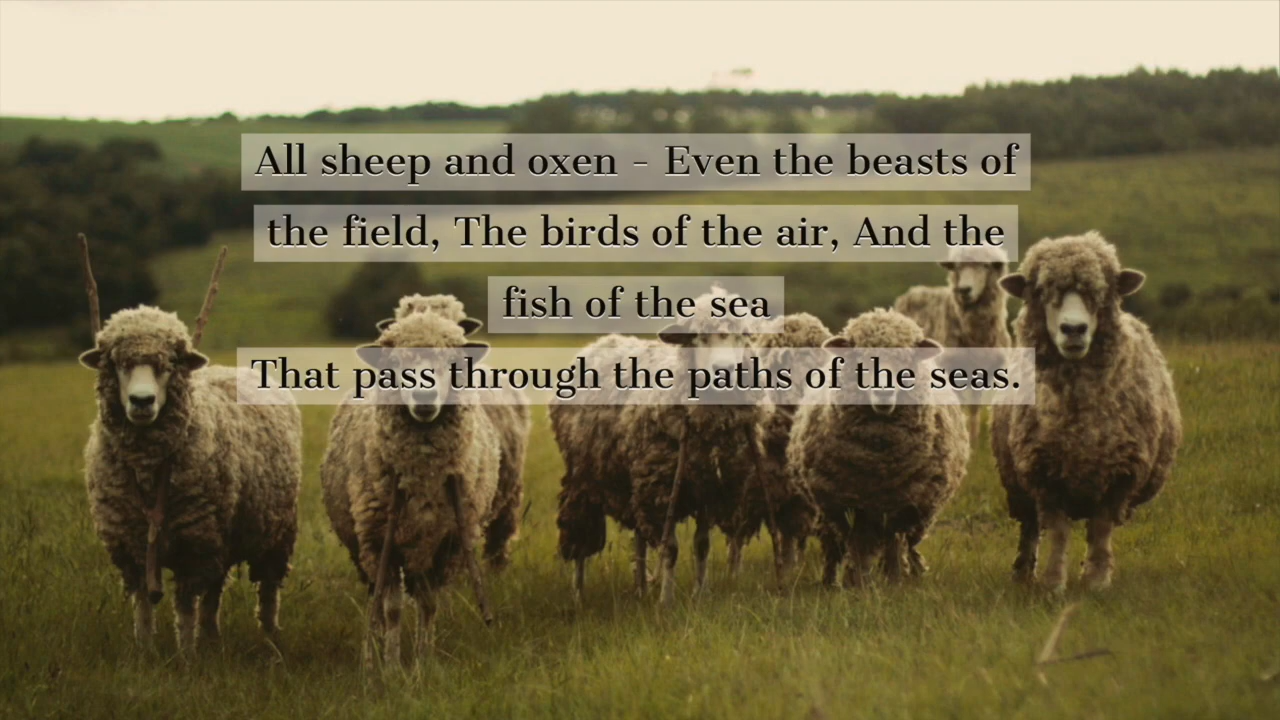 All sheep and oxen - Even the beasts of
the field, The birds of the air, And the
fish of the sea
That pass through the paths of the seas.